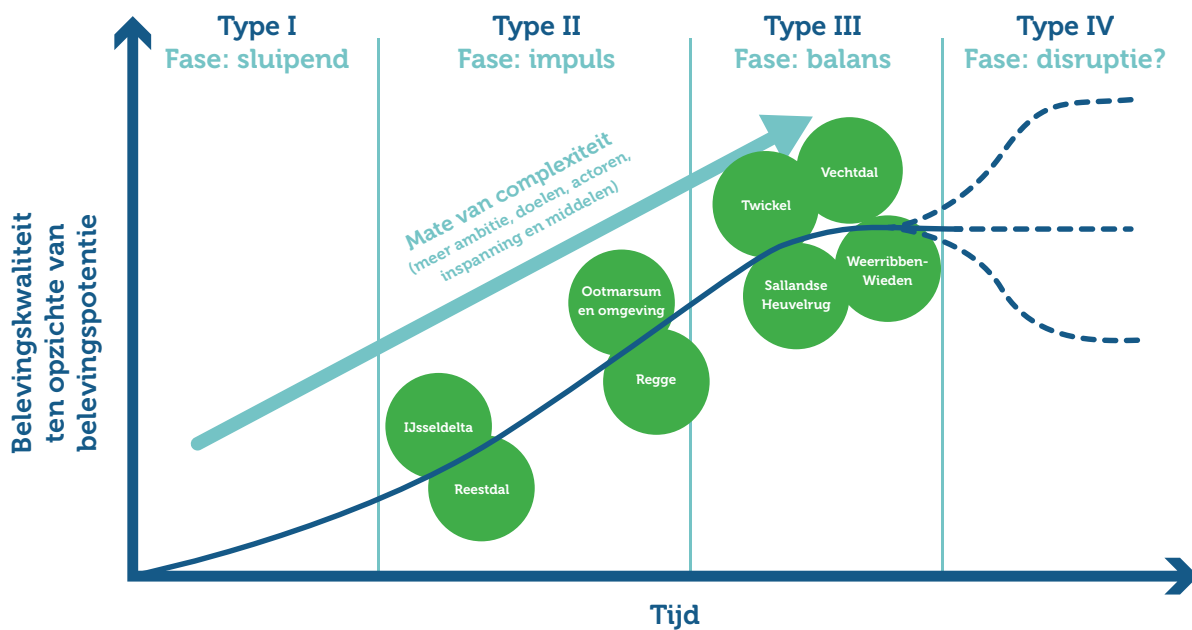 Type I
Fase: sluipend
Type II
Fase: impuls
Type III
Fase: balans
Type IV
Fase: disruptie?
Mate van complexiteit
(meer ambitie, doelen, actoren,
inspanning en middelen)
Belevingskwaliteit
ten opzichte van
belevingspotentie
Vechtdal
Twickel
Weerribben-
Wieden
Sallandse
Heuvelrug
Ootmarsum
en omgeving
Regge
IJsseldelta
Reestdal
Tijd